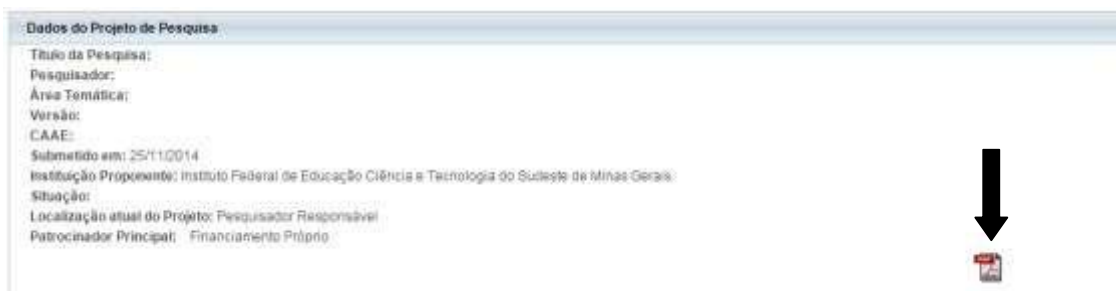 Dados do Projeto de Pesquisa
Título da Pesquisa:
Pesquisador:
Área Temática:
Versão:
CAAE:
Submetido em: 25/11/2014
Instituição Proponente: Instituto Federal de Educação Ciência e Tecnologia do Sudeste de Minas Gerais
Situação:
Localização atual do Projeto: Pesquisador Responsável
Patrocinador Principal: Financiamento Próprio